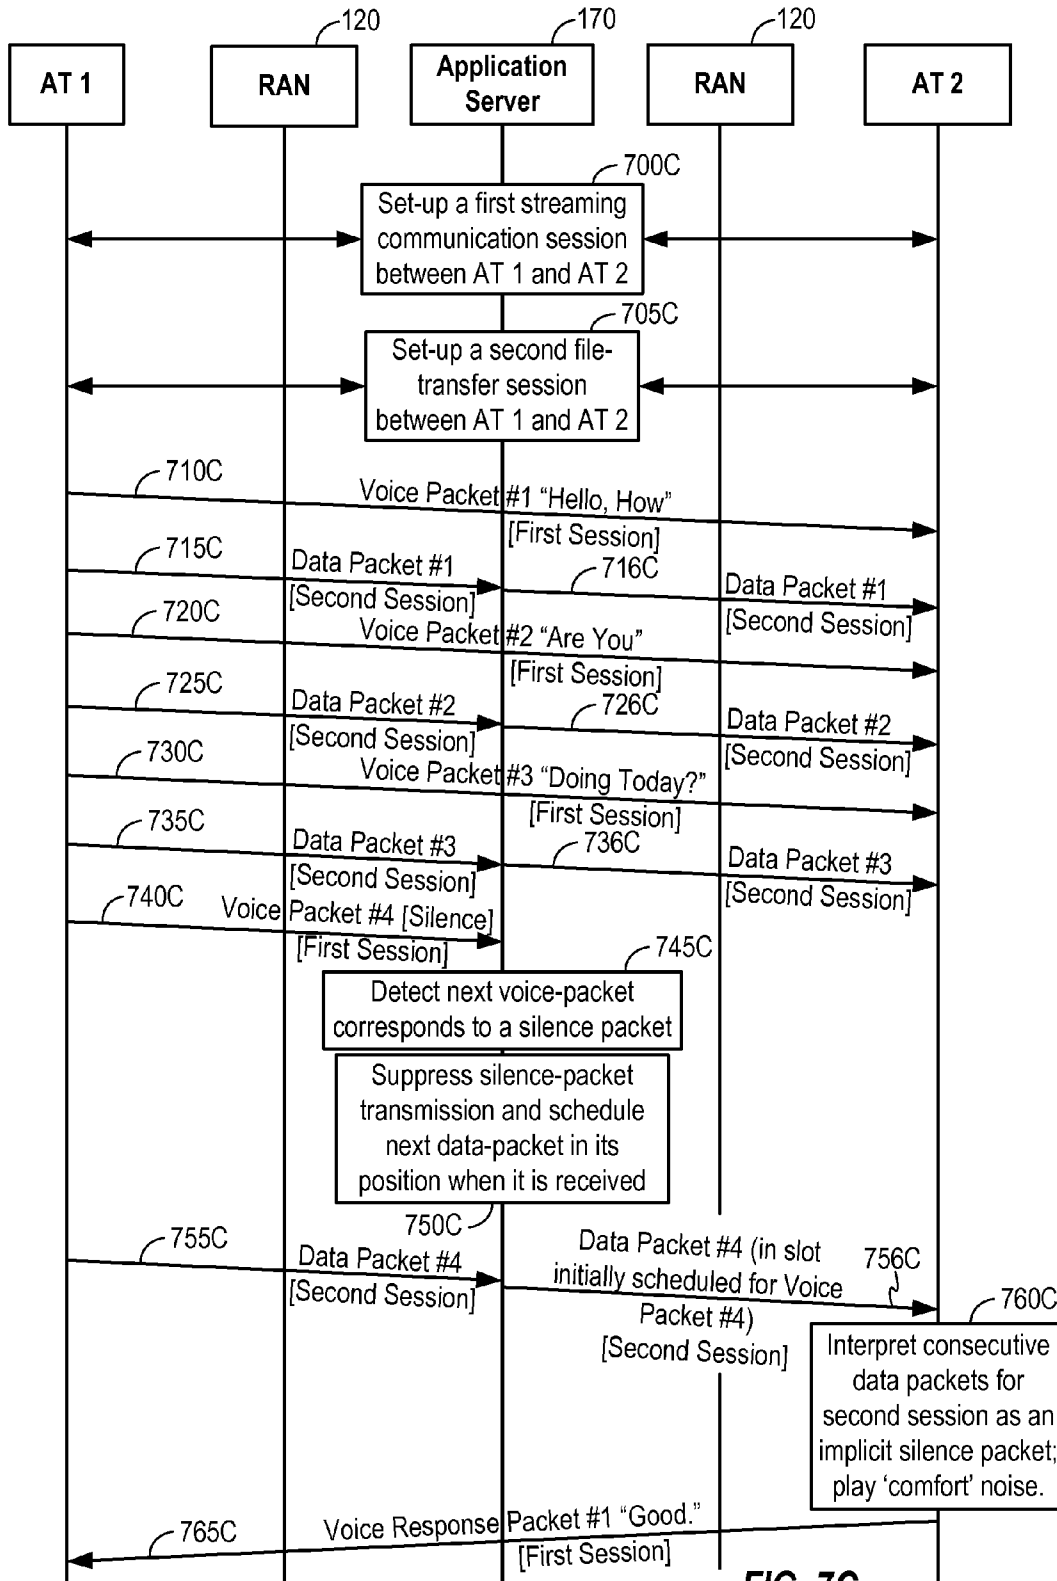 120
170
120
AT 1
RAN
Application
Server
RAN
AT 2
700C
Set-up a first streaming
communication session
between AT 1 and AT 2
705C
Set-up a second file-
transfer session
between AT 1 and AT 2
710C
Voice Packet #1 “Hello, How”
[First Session]
715C
Data Packet #1
[Second Session]
716C
Data Packet #1
[Second Session]
720C
Voice Packet #2 “Are You”
[First Session]
725C
Data Packet #2
[Second Session]
726C
Data Packet #2
[Second Session]
730C
Voice Packet #3 “Doing Today?”
[First Session]
735C
Data Packet #3
[Second Session]
736C
Data Packet #3
[Second Session]
740C
Voice Packet #4 [Silence]
[First Session]
745C
Detect next voice-packet
corresponds to a silence packet
Suppress silence-packet
transmission and schedule
next data-packet in its
position when it is received
750C
755C
Data Packet #4
[Second Session]
Data Packet #4 (in slot
initially scheduled for Voice
Packet #4)
[Second Session]
756C
760C
Interpret consecutive
data packets for
second session as an
implicit silence packet;
play ‘comfort’ noise.
765C
Voice Response Packet #1 “Good.”
[First Session]
FIG. 7C